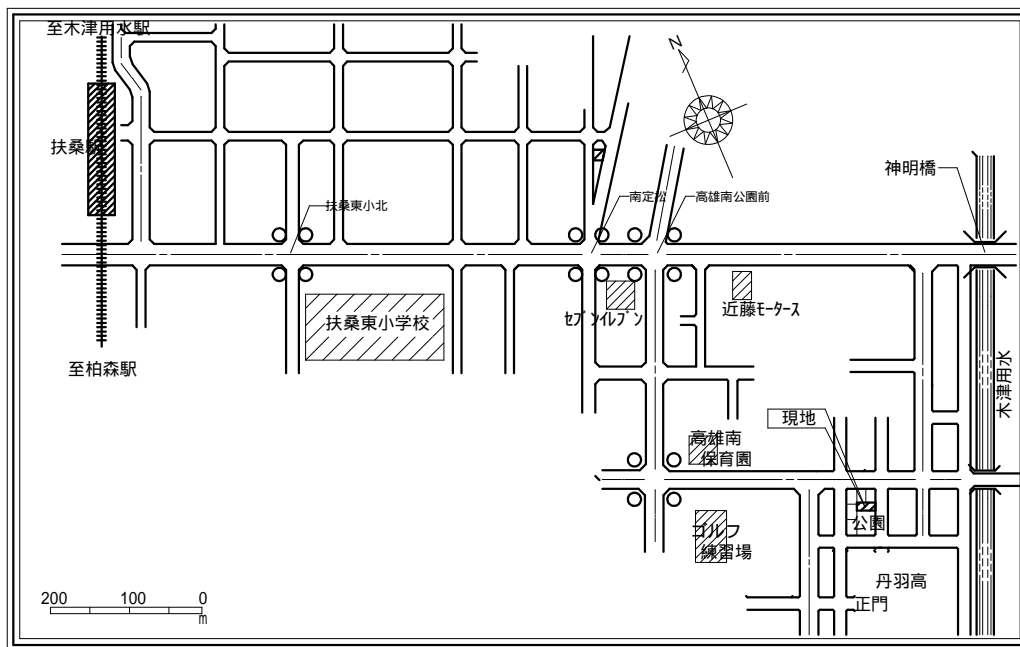 至木津用水駅
扶桑駅
至柏森駅
扶桑東小北
南定松
高雄南公園前
N
神明橋
扶桑東小学校
ｾﾌﾞﾝｲﾚﾌﾞﾝ
近藤ﾓｰﾀｰｽ
木津用水
現地
高雄南
保育園
ゴルフ
練習場
公園
丹羽高
正門
200 100 0
m